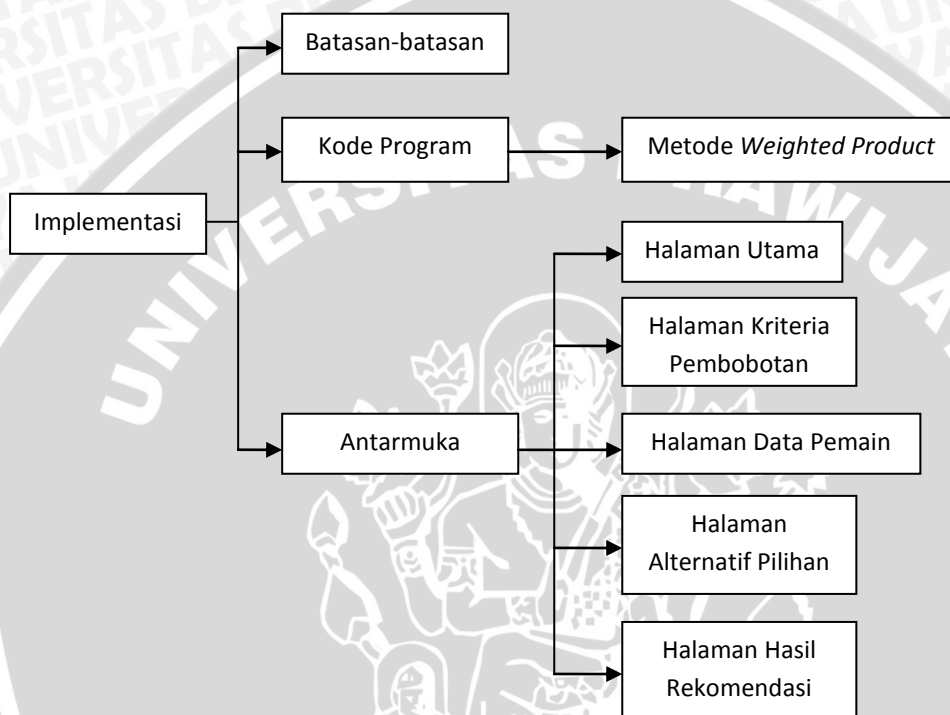 Batasan-batasan
Kode Program
Metode Weighted Product
Implementasi
Halaman Utama
Halaman Kriteria
Pembobotan
Antarmuka
Halaman Data Pemain
Halaman
Alternatif Pilihan
Halaman Hasil
Rekomendasi
UNIVERSITAS